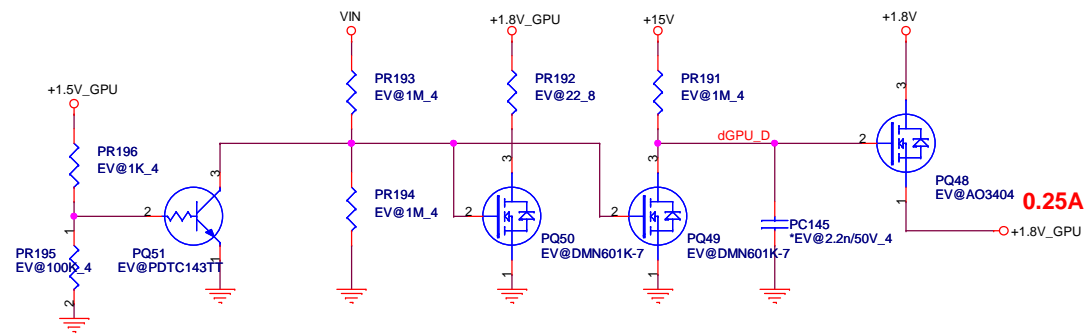 VIN
+1.8V_GPU
+15V
+1.8V
+1.5V_GPU
PR193
EV@1M_4
PR192
EV@22_8
PR191
EV@1M_4
3
dGPU_D
2
PR196
EV@1K_4
3
PR194
EV@1M_4
3
3
PQ48
EV@AO3404
0.25A
2
2
2
1
1
PR195
EV@100K_4
2
PQ51
EV@PDTC143TT
1
PQ50
EV@DMN601K-7
1
PQ49
EV@DMN601K-7
1
PC145
*EV@2.2n/50V_4
+1.8V_GPU